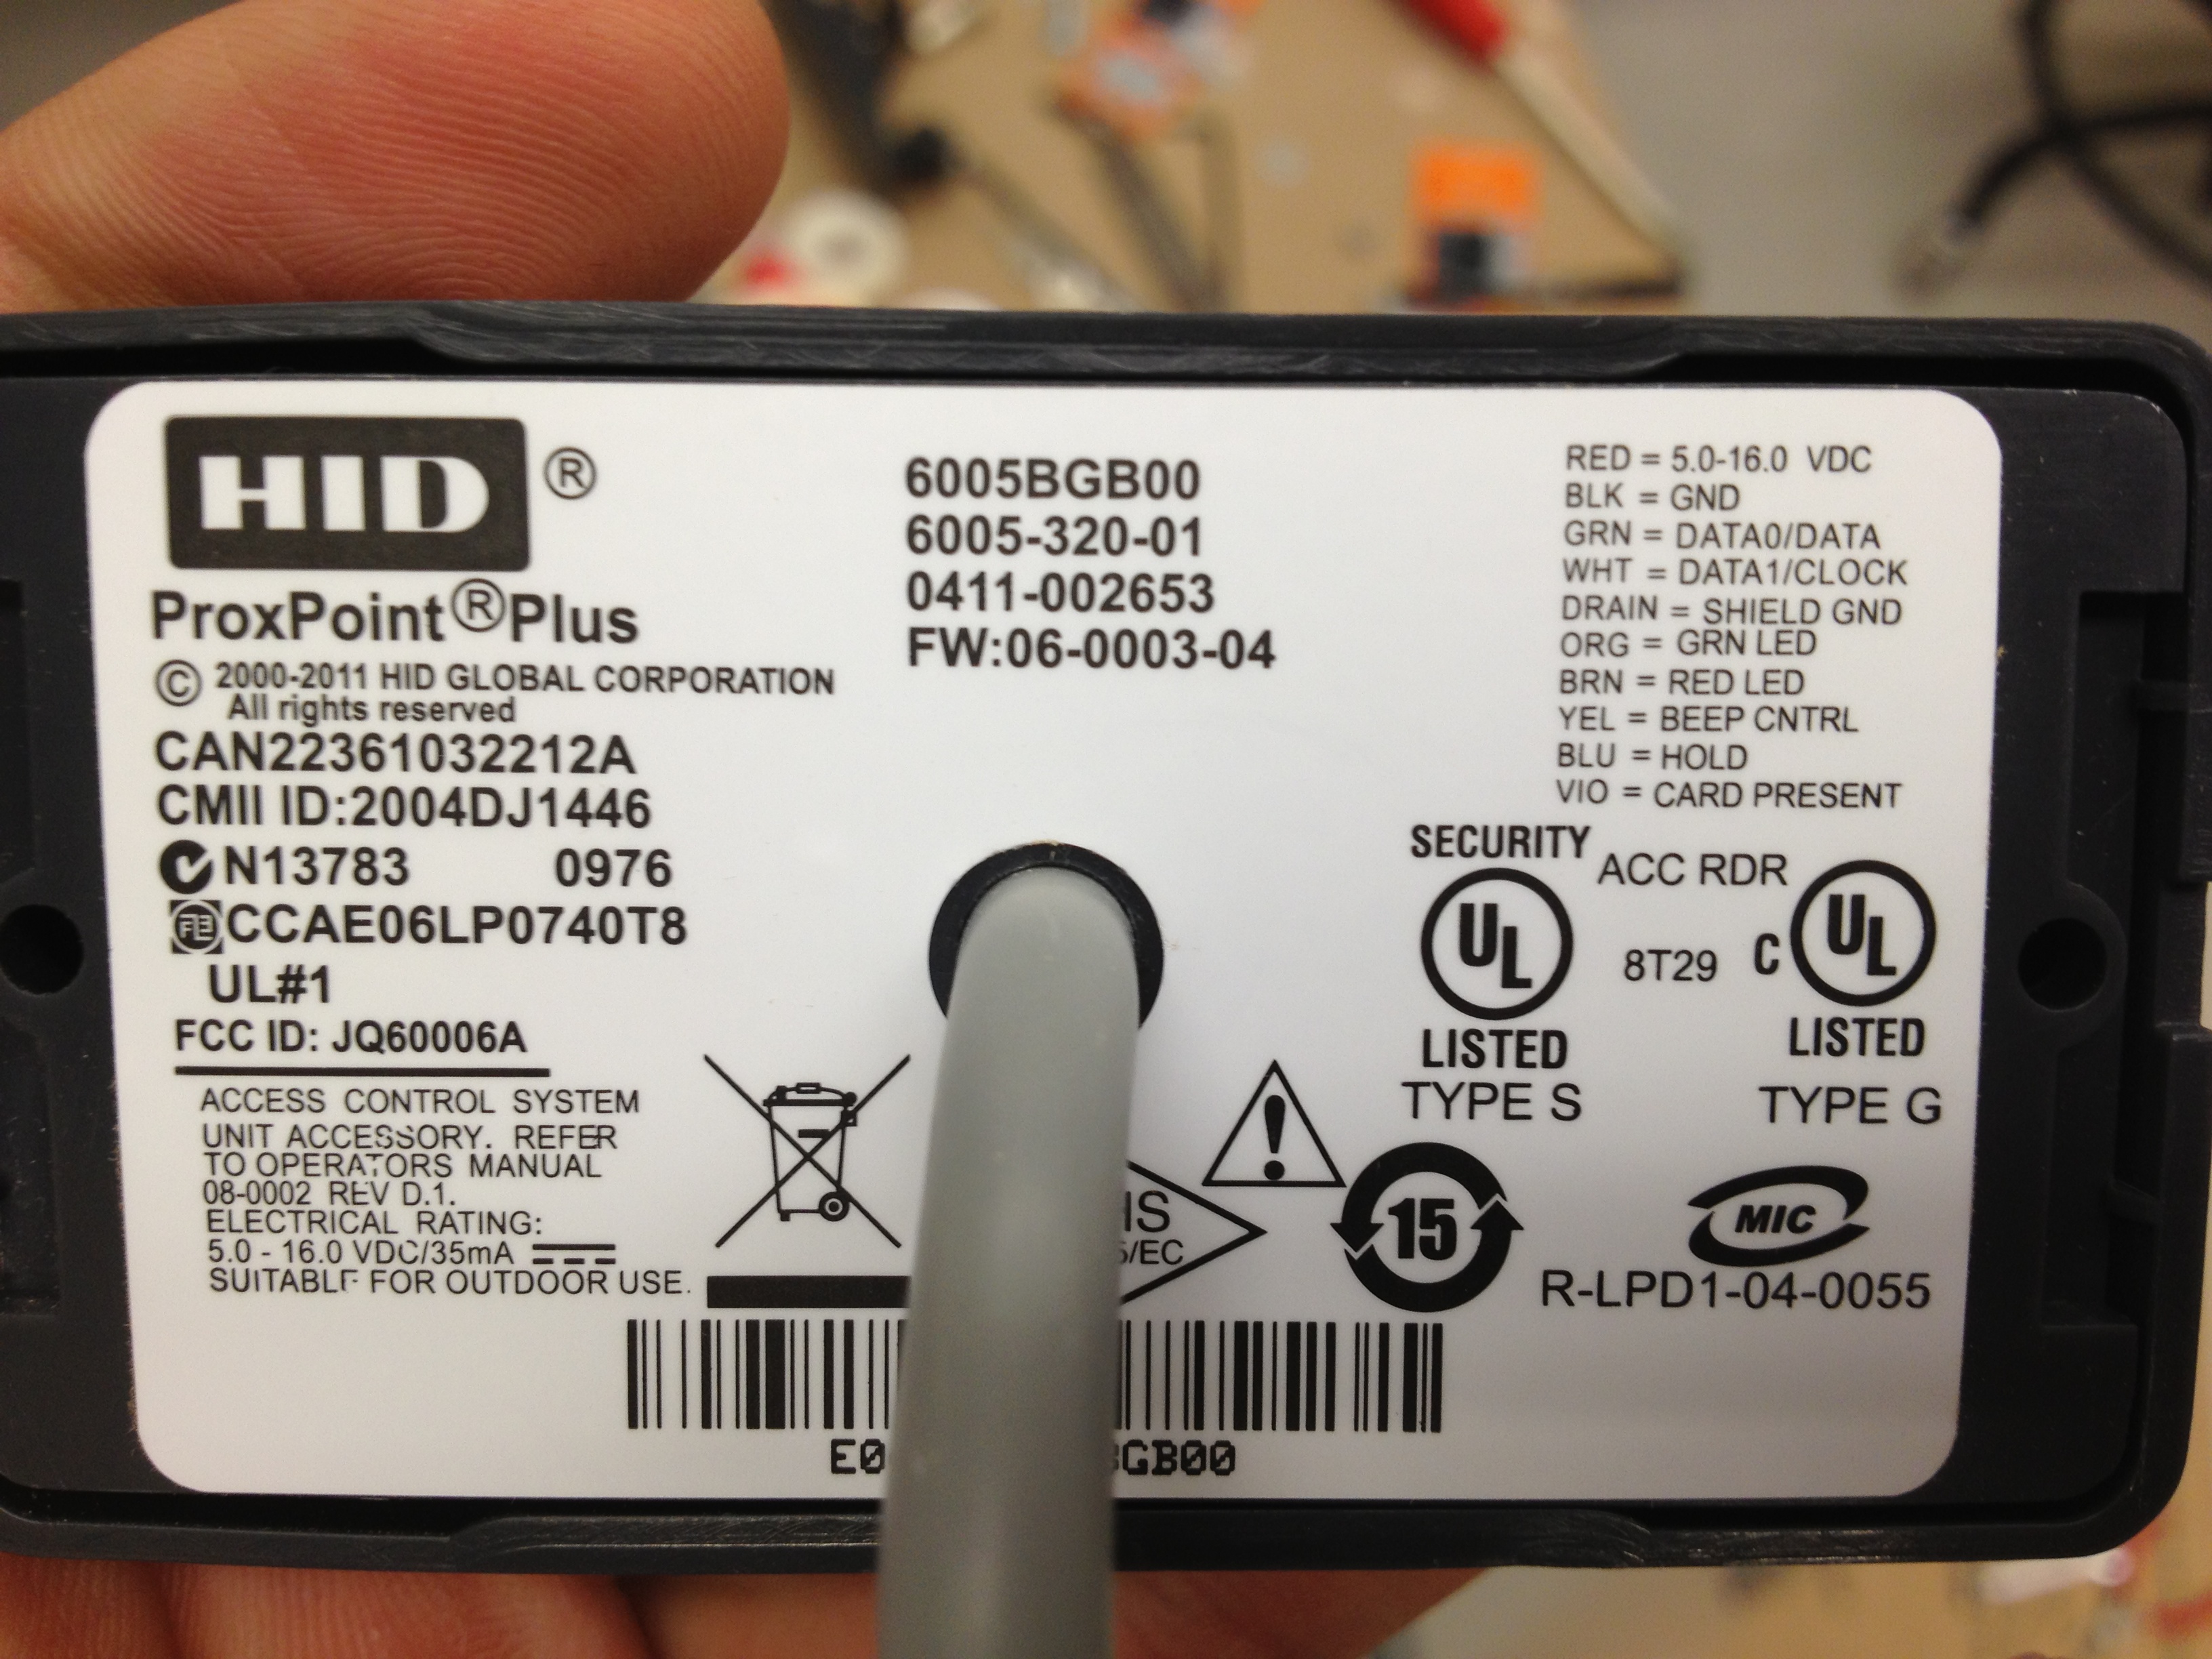 HID ®
ProxPoint®Plus
© 2000-2011 HID GLOBAL CORPORATION
All rights reserved
CAN22361032212A
CMII ID:2004DJ1446
N13783 0976
CCAE06LP0740T8
UL#1
FCC ID: JQ60006A
ACCESS CONTROL SYSTEM
UNIT ACCESSORY. REFER
TO OPERATORS MANUAL
08-0002 REV D.1.
ELECTRICAL RATING:
5.0 - 16.0 VDC/35mA
SUITABLE FOR OUTDOOR USE.
6005BGB00
6005-320-01
0411-002653
FW:06-0003-04
RED = 5.0-16.0 VDC
BLK = GND
GRN = DATA0/DATA
WHT = DATA1/CLOCK
DRAIN = SHIELD GND
ORG = GRN LED
BRN = RED LED
YEL = BEEP CNTRL
BLU = HOLD
VIO = CARD PRESENT
SECURITY
ACC RDR
UL
8T29
C UL
LISTED
LISTED
TYPE S
TYPE G
15
MIC
R-LPD1-04-0055